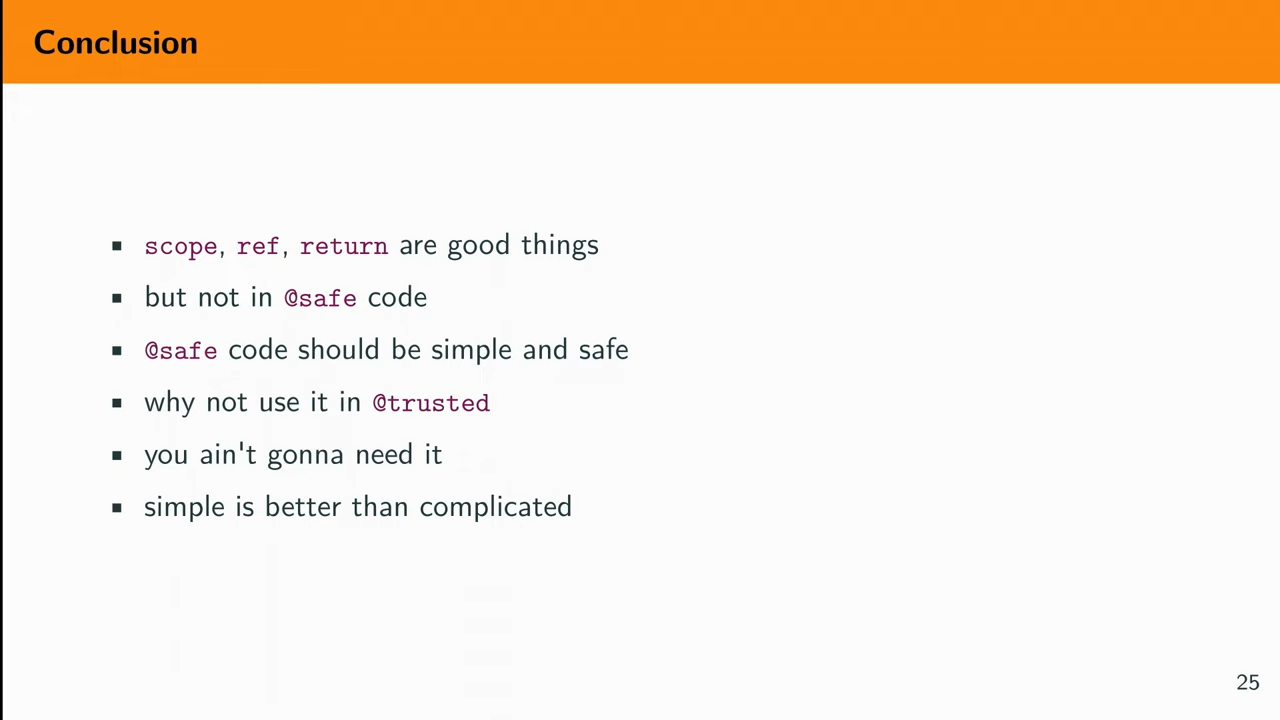 Conclusion
▪ scope, ref, return are good things
▪ but not in @safe code
▪ @safe code should be simple and safe
▪ why not use it in @trusted
▪ you ain't gonna need it
▪ simple is better than complicated
25